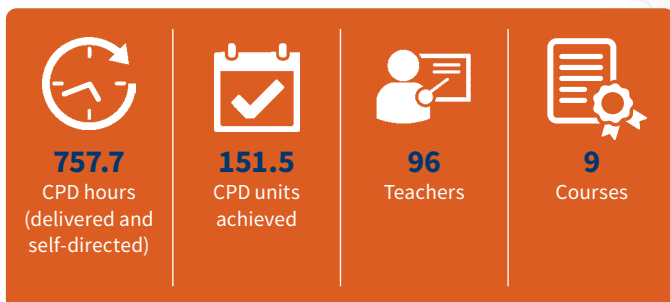 757.7
CPD hours
(delivered and
self-directed)
151.5
CPD units
achieved
96
Teachers
9
Courses